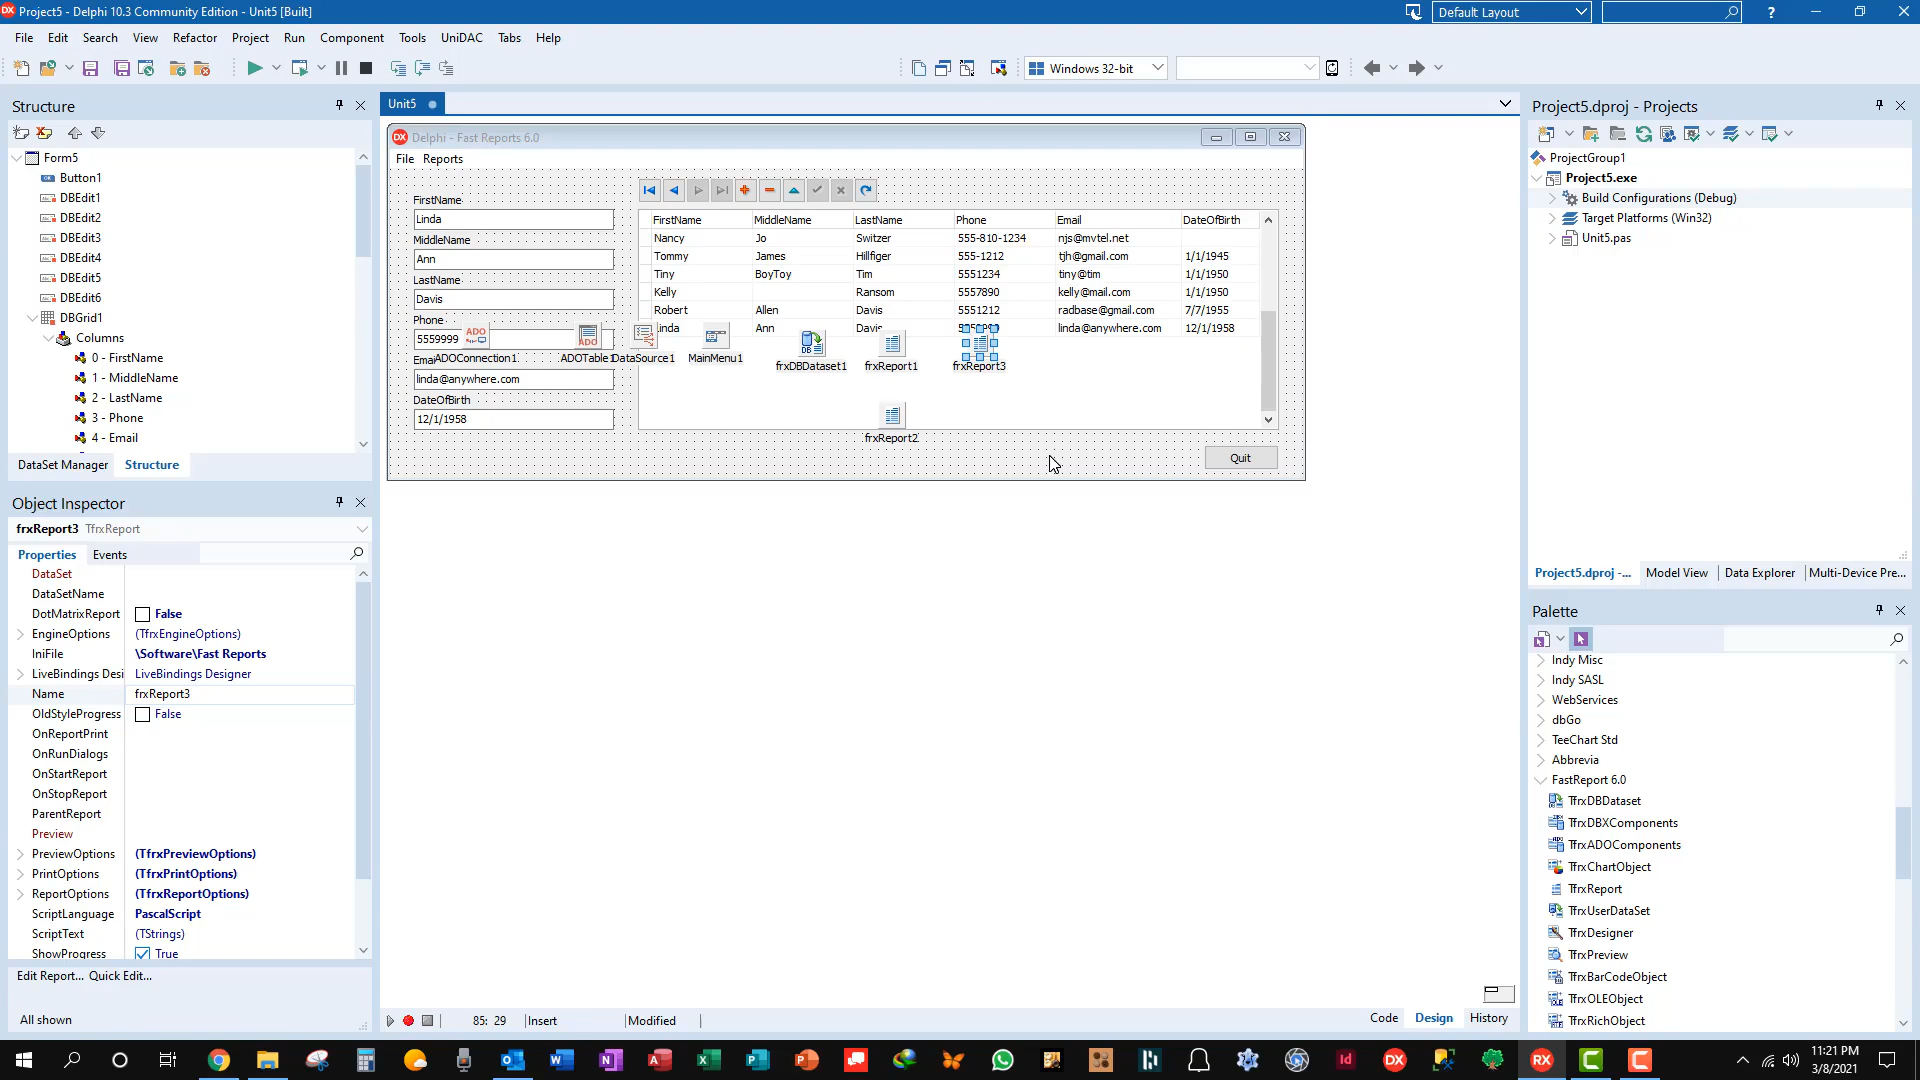 Project5 - Delphi 10.3 Community Edition - Unit5 [Built]
Default Layout
File Edit Search View Refactor Project Run Component Tools UniDAC Tabs Help
Windows 32-bit
Structure
Form5
Button1
DBEdit1
DBEdit2
DBEdit3
DBEdit4
DBEdit5
DBEdit6
DBGrid1
Columns
0 - FirstName
1 - MiddleName
2 - LastName
3 - Phone
4 - Email
DataSet Manager Structure
Object Inspector
frxReport3 TfrxReport
Properties Events
DataSet
DataSetName
DotMatrixReport False
EngineOptions (TfrxEngineOptions)
IniFile \Software\Fast Reports
LiveBindings Desi LiveBindings Designer
Name frxReport3
OldStyleProgress False
OnReportPrint
OnRunDialogs
OnStartReport
OnStopReport
ParentReport
Preview
PreviewOptions (TfrxPreviewOptions)
PrintOptions (TfrxPrintOptions)
ReportOptions (TfrxReportOptions)
ScriptLanguage PascalScript
ScriptText (TStrings)
ShowProgress True
Edit Report... Quick Edit...
All shown
Unit5
Delphi - Fast Reports 6.0
File Reports
FirstName
Linda
MiddleName
Ann
LastName
Davis
Phone
5559999
Email
linda@anywhere.com
DateOfBirth
12/1/1958
FirstName MiddleName LastName Phone Email DateOfBirth
Nancy Jo Switzer 555-810-1234 njs@mvtel.net
Tommy James Hillfiger 555-1212 tjh@gmail.com 1/1/1945
Tiny BoyToy Tim 5551234 tiny@tim 1/1/1950
Kelly Ransom 5557890 kelly@mail.com 1/1/1950
Robert Allen Davis 5551212 radbase@gmail.com 7/7/1955
Linda Ann Davis linda@anywhere.com 12/1/1958
ADO
ADO
DB
ADOConnection1 ADOTable1 DataSource1 MainMenu1 frxDBDataset1 frxReport1 frxReport3
frxReport2
Quit
85: 29 Insert Modified
Code Design History
Project5.dproj - Projects
ProjectGroup1
Project5.exe
Build Configurations (Debug)
Target Platforms (Win32)
Unit5.pas
Project5.dproj -... Model View Data Explorer Multi-Device Pre...
Palette
Indy Misc
Indy SASL
WebServices
dbGo
TeeChart Std
Abbrevia
FastReport 6.0
TfrxDBDataset
TfrxDBXComponents
TfrxADOComponents
TfrxChartObject
TfrxReport
TfrxUserDataSet
TfrxDesigner
TfrxPreview
TfrxBarCodeObject
TfrxOLEObject
TfrxRichObject
11:21 PM
3/8/2021